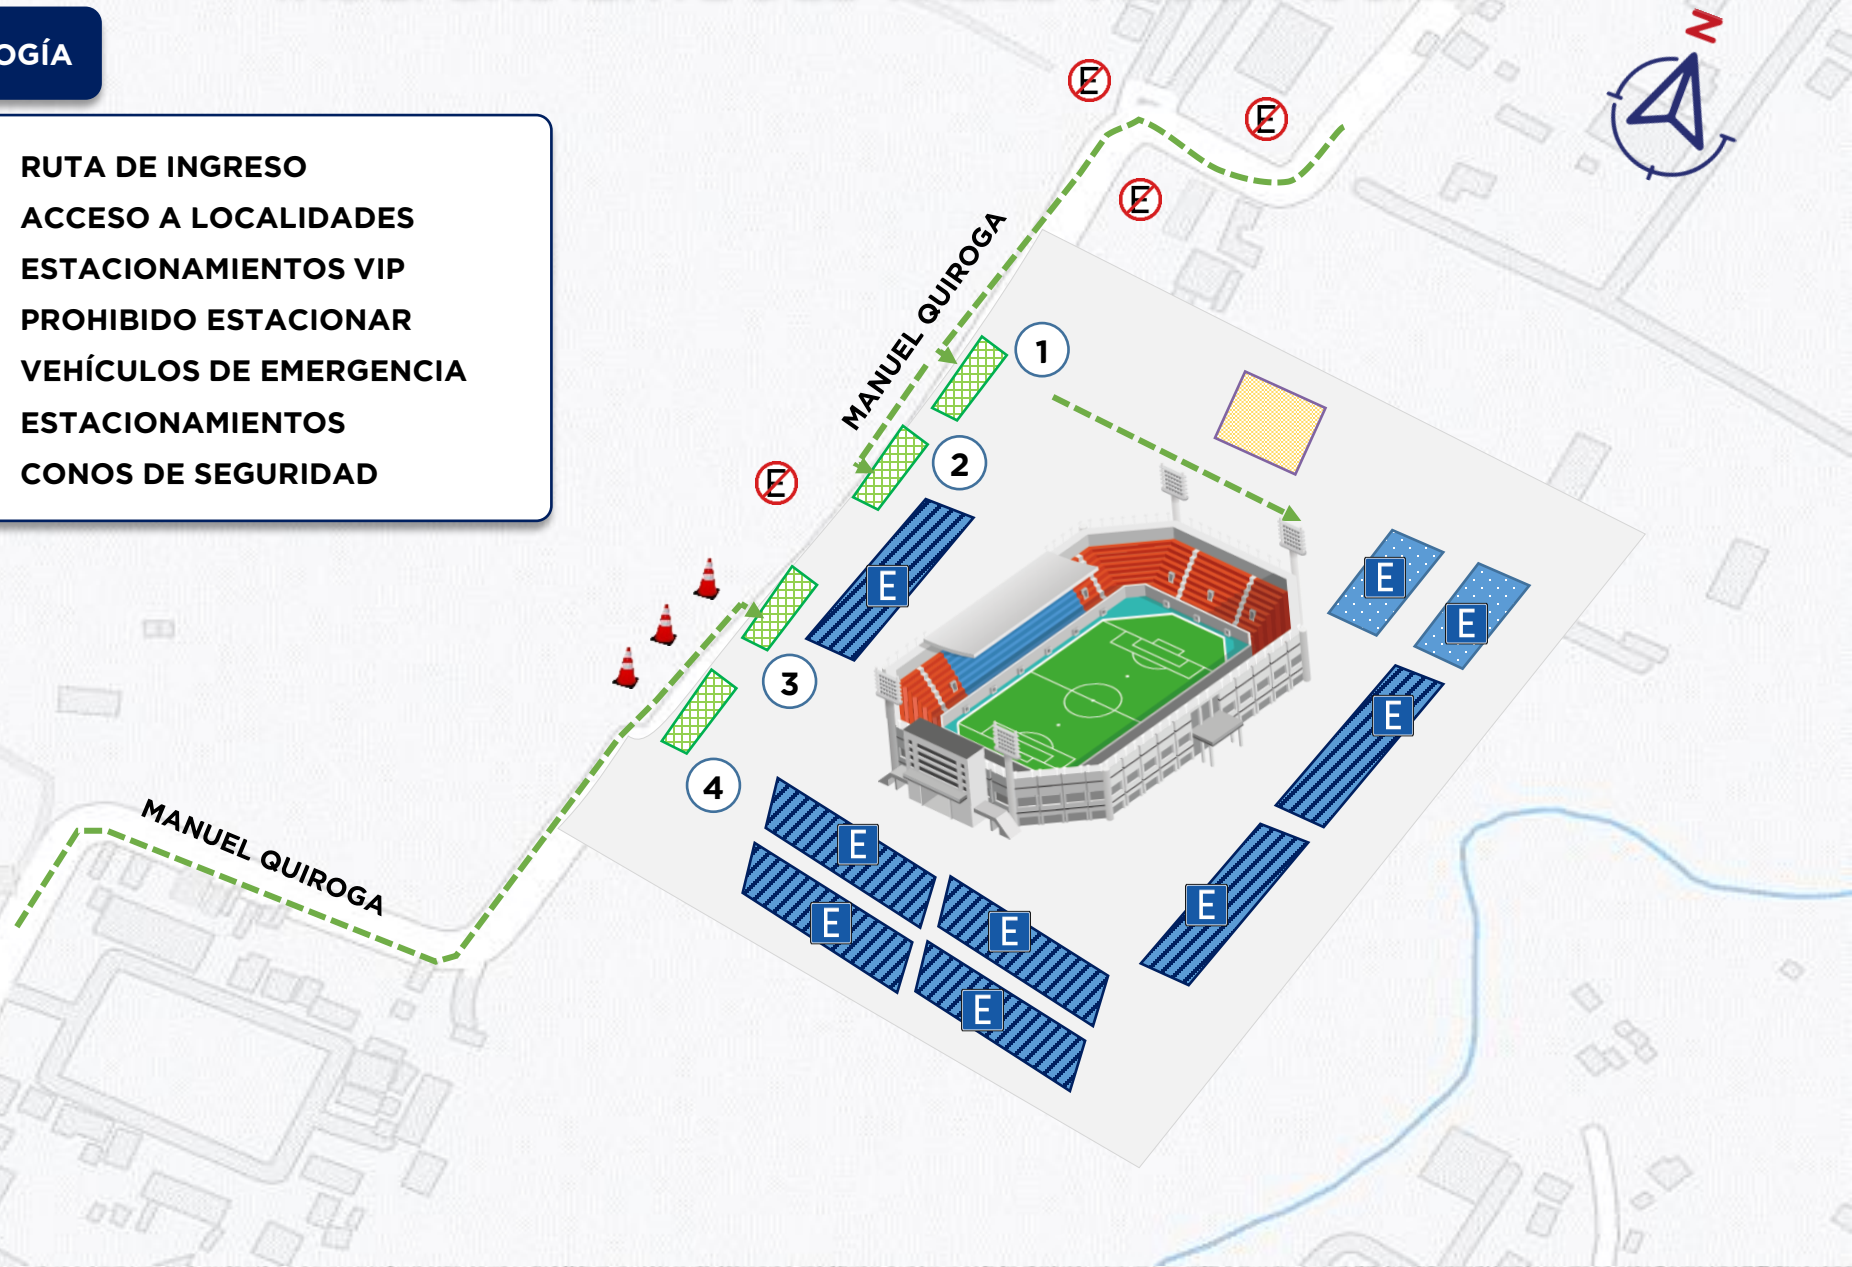 OGÍA
RUTA DE INGRESO
ACCESO A LOCALIDADES
ESTACIONAMIENTOS VIP
PROHIBIDO ESTACIONAR
VEHÍCULOS DE EMERGENCIA
ESTACIONAMIENTOS
CONOS DE SEGURIDAD
N
E
E
E
MANUEL QUIROGA
1
2
E
E
E
E
3
E
4
MANUEL QUIROGA
E
E
E
E
E